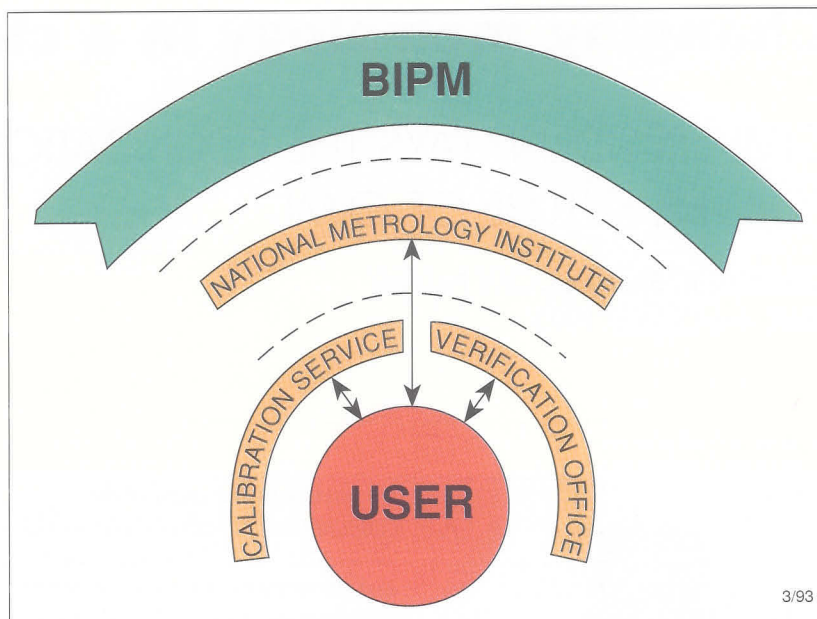 BIPM
NATIONAL METROLOGY INSTITUTE
CALIBRATION SERVICE
VERIFICATION OFFICE
USER
3/93